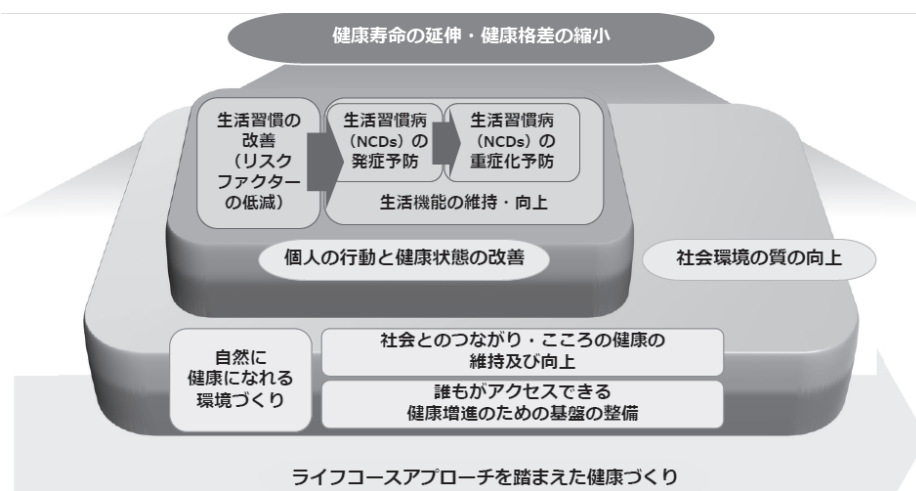 健康寿命の延伸・健康格差の縮小
生活習慣の
改善
（リスク
ファクター
の低減）
生活習慣病
（NCDs）の
発症予防
生活習慣病
（NCDs）の
重症化予防
生活機能の維持・向上
個人の行動と健康状態の改善
社会環境の質の向上
自然に
健康になれる
環境づくり
社会とのつながり・こころの健康の
維持及び向上
誰もがアクセスできる
健康増進のための基盤の整備
ライフコースアプローチを踏まえた健康づくり